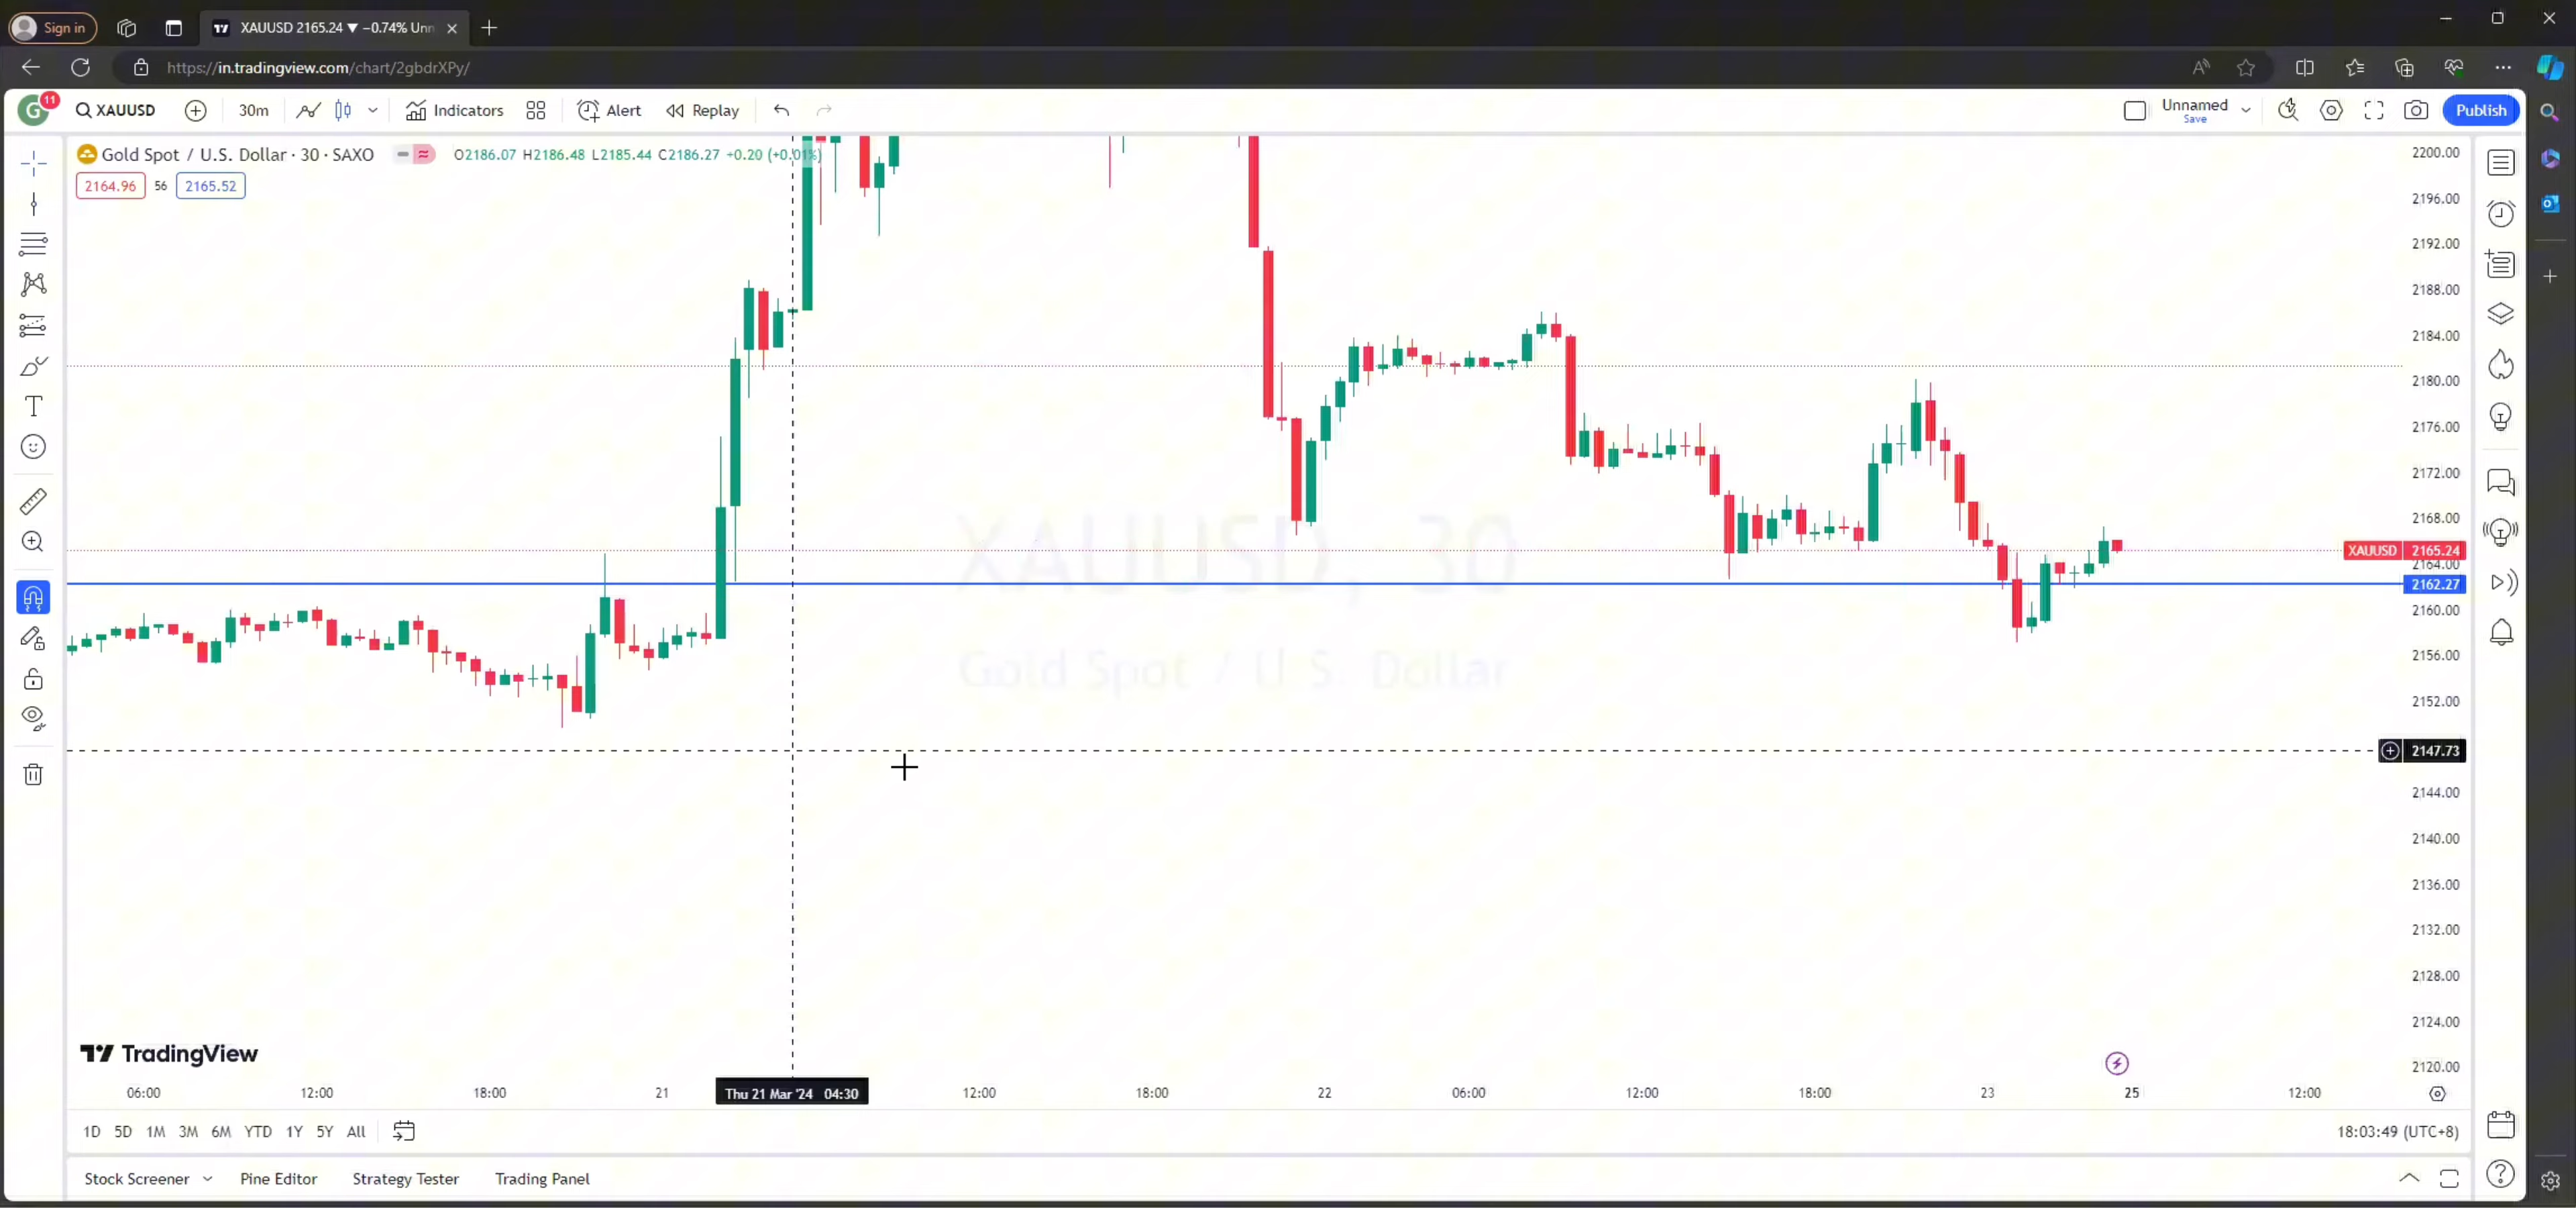 Sign in
XAUUSD 2165.24 ▼ −0.74% Unn
https://in.tradingview.com/chart/2gbdrXPy/
G 11 XAUUSD 30m Indicators Alert Replay Unnamed Save Publish
Gold Spot / U.S. Dollar · 30 · SAXO O2186.07 H2186.48 L2185.44 C2186.27 +0.20 (+0.01%)
2164.96 56 2165.52
2200.00
2196.00
2192.00
2188.00
2184.00
2180.00
2176.00
2172.00
2168.00
XAUUSD 2165.24
2164.00
2162.27
2160.00
2156.00
2152.00
2147.73
2144.00
2140.00
2136.00
2132.00
2128.00
2124.00
2120.00
XAUUSD, 30
Gold Spot / U.S. Dollar
TradingView
06:00 12:00 18:00 21 Thu 21 Mar '24 04:30 12:00 18:00 22 06:00 12:00 18:00 23 25 12:00
1D 5D 1M 3M 6M YTD 1Y 5Y All 18:03:49 (UTC+8)
Stock Screener Pine Editor Strategy Tester Trading Panel